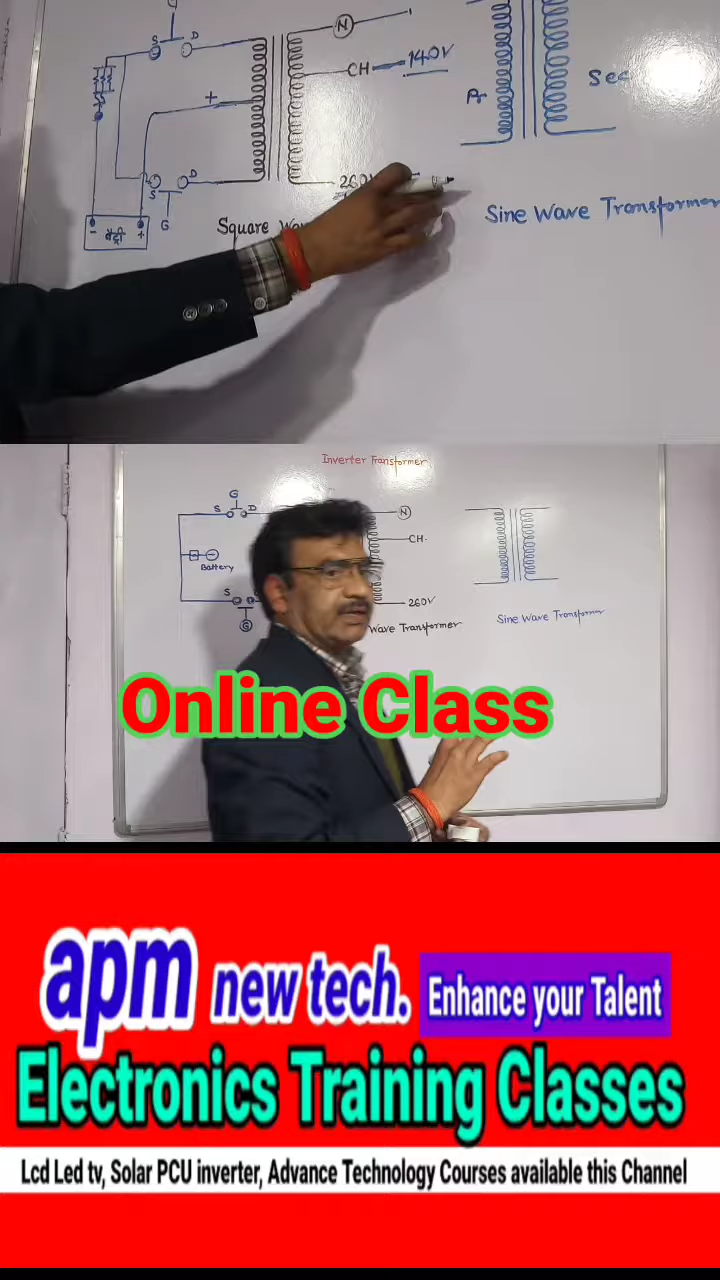 N
S D
CH 140V
+
S D
260V
G
- बैट्री +
Square
Pr Sec
Sine Wave Transformer
Inverter Transformer
G
S D N
CH
+ -
Battery
S
260V
G
Wave Transformer
Sine Wave Transformer
Online Class
apm new tech. Enhance your Talent
Electronics Training Classes
Lcd Led tv, Solar PCU inverter, Advance Technology Courses available this Channel